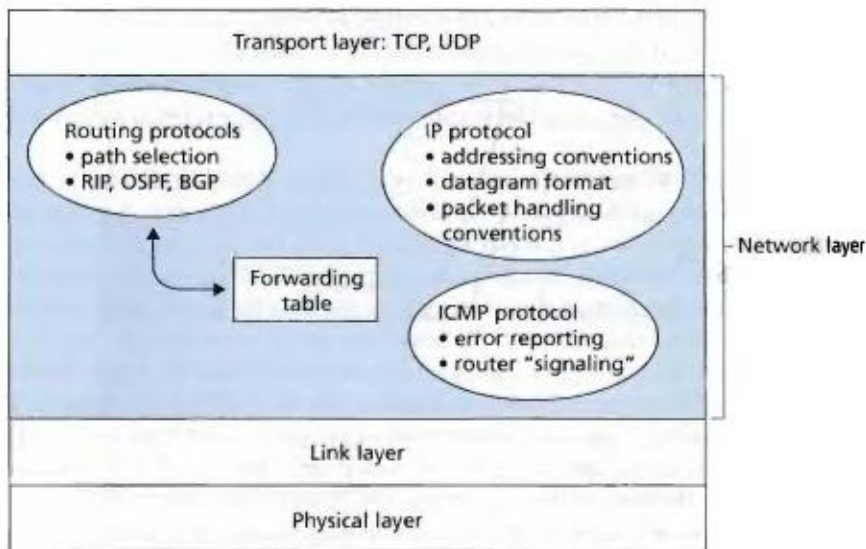 Transport layer: TCP, UDP
Routing protocols
• path selection
• RIP, OSPF, BGP
IP protocol
• addressing conventions
• datagram format
• packet handling
conventions
Network layer
Forwarding
table
ICMP protocol
• error reporting
• router “signaling”
Link layer
Physical layer